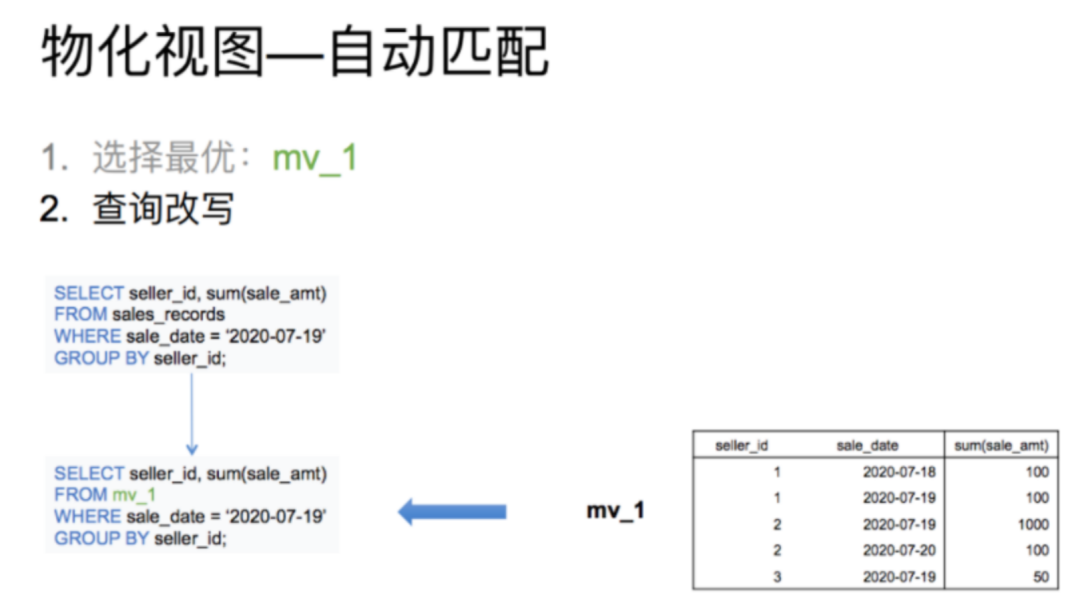 物化视图—自动匹配
1. 选择最优：mv_1
2. 查询改写
SELECT seller_id, sum(sale_amt)
FROM sales_records
WHERE sale_date = ‘2020-07-19’
GROUP BY seller_id;
SELECT seller_id, sum(sale_amt)
FROM mv_1
WHERE sale_date = ‘2020-07-19’
GROUP BY seller_id;
mv_1
seller_id sale_date sum(sale_amt)
1 2020-07-18 100
1 2020-07-19 100
2 2020-07-19 1000
2 2020-07-20 100
3 2020-07-19 50